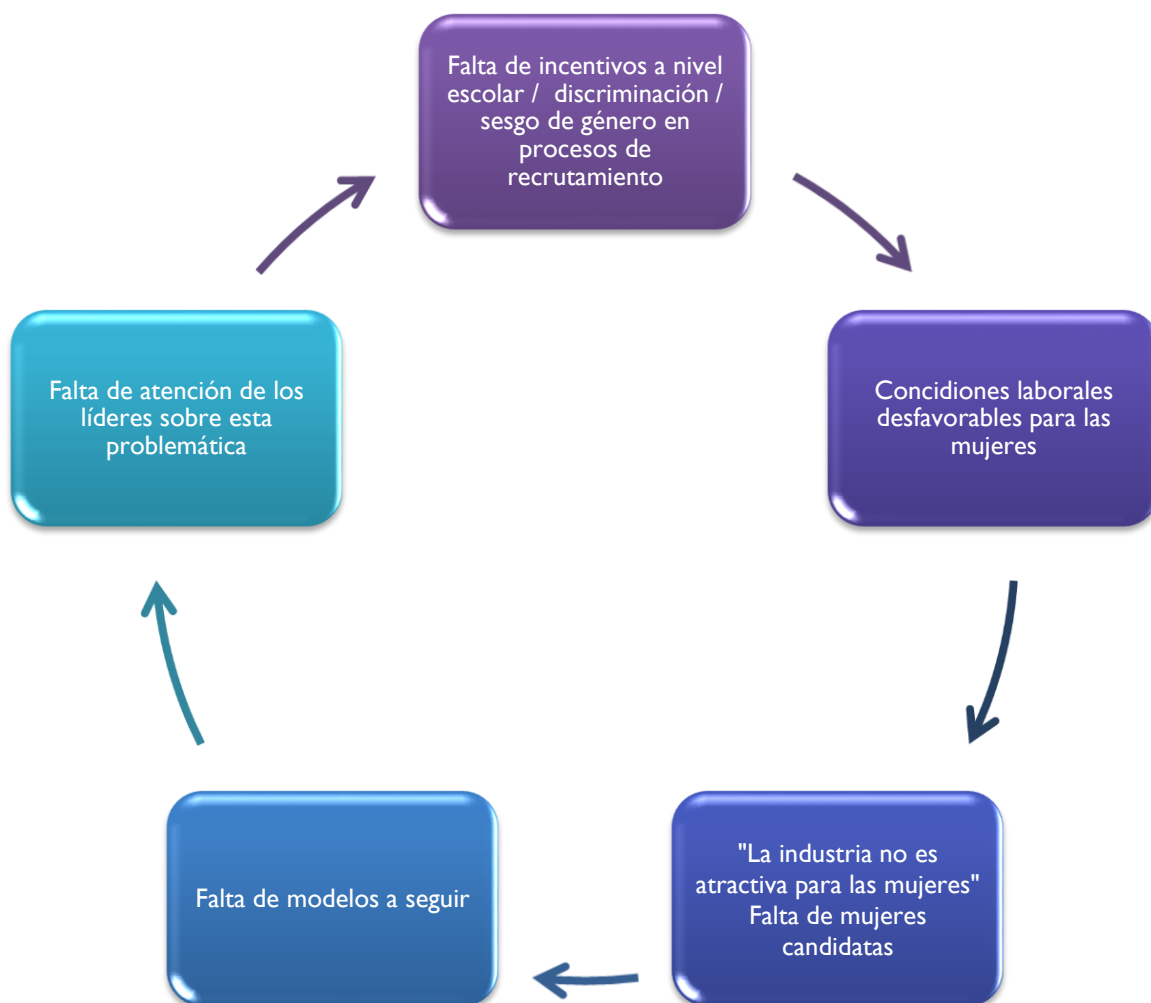 Falta de incentivos a nivel
escolar /  discriminación /
sesgo de género en
procesos de
recrutamiento
Concidiones laborales
desfavorables para las
mujeres
"La industria no es
atractiva para las mujeres"
Falta de mujeres
candidatas
Falta de modelos a seguir
Falta de atención de los
líderes sobre esta
problemática